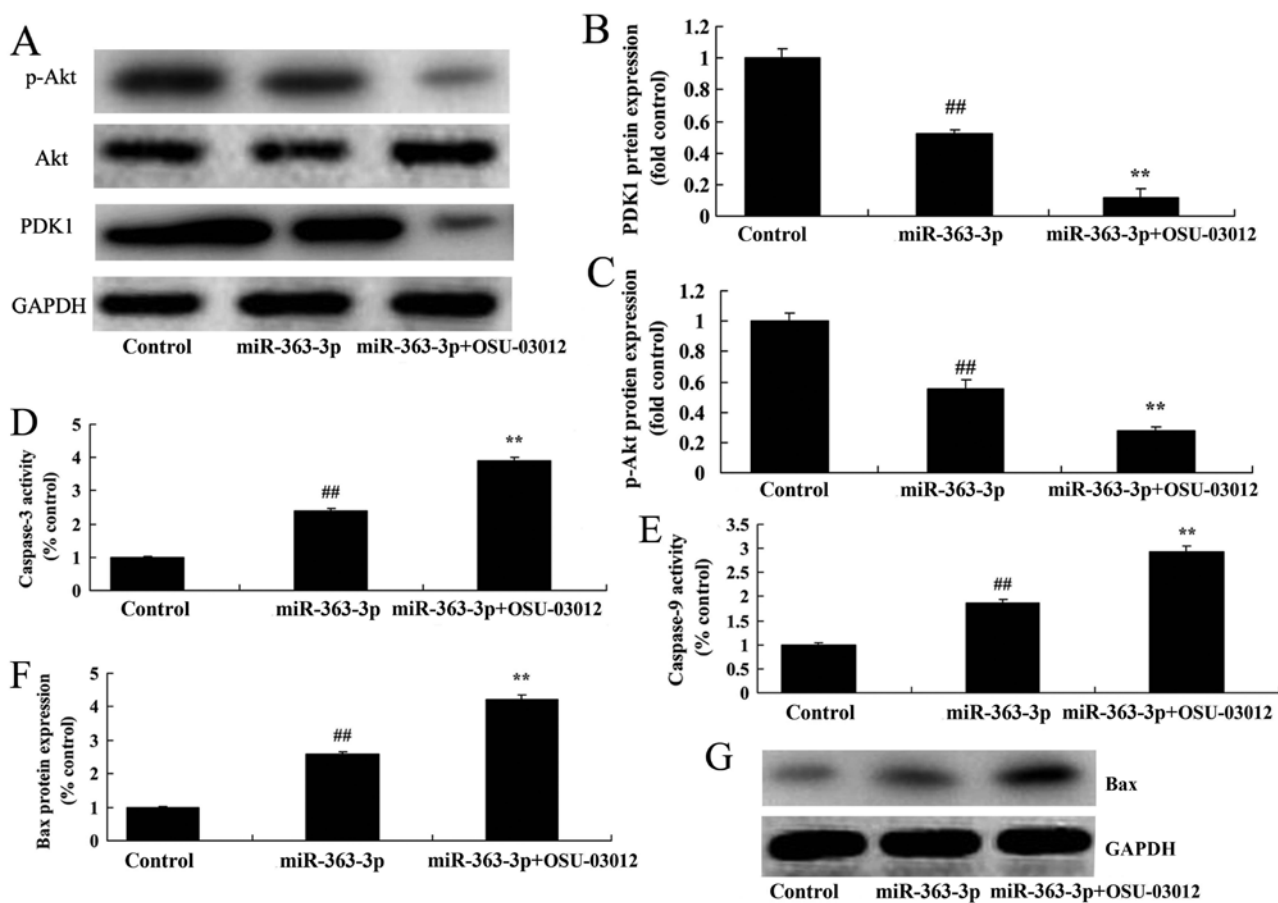 A
p-Akt
Akt
PDK1
GAPDH
Control miR-363-3p miR-363-3p+OSU-03012
B
PDK1 prtein expression
(fold control)
1.2
1
0.8
0.6
0.4
0.2
0
##
**
Control miR-363-3p miR-363-3p+OSU-03012
C
p-Akt protien expression
(fold control)
1.2
1
0.8
0.6
0.4
0.2
0
##
**
Control miR-363-3p miR-363-3p+OSU-03012
D
Caspase-3 activity
(% control)
5
4
3
2
1
0
##
**
Control miR-363-3p miR-363-3p+OSU-03012
E
Caspase-9 activity
(% control)
3.5
3
2.5
2
1.5
1
0.5
0
##
**
Control miR-363-3p miR-363-3p+OSU-03012
F
Bax protein expression
(% control)
5
4
3
2
1
0
##
**
Control miR-363-3p miR-363-3p+OSU-03012
G
Bax
GAPDH
Control miR-363-3p miR-363-3p+OSU-03012